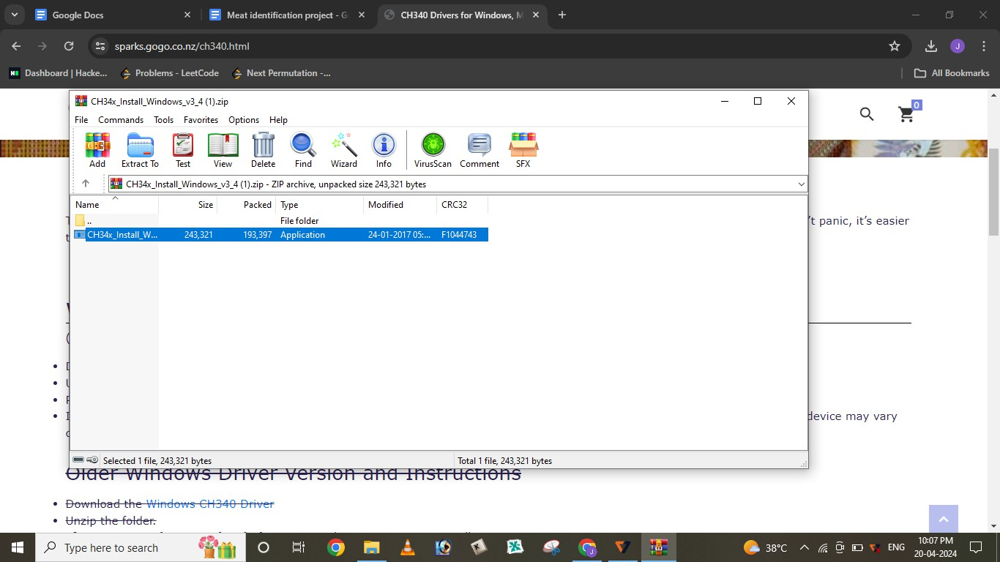 Google Docs
Meat identification project - G
CH340 Drivers for Windows, M
sparks.gogo.co.nz/ch340.html
J
Dashboard | Hacke...
Problems - LeetCode
Next Permutation -...
All Bookmarks
CH34x_Install_Windows_v3_4 (1).zip
File Commands Tools Favorites Options Help
0
Add Extract To Test View Delete Find Wizard Info VirusScan Comment SFX
CH34x_Install_Windows_v3_4 (1).zip - ZIP archive, unpacked size 243,321 bytes
Name Size Packed Type Modified CRC32
.. File folder
't panic, it's easier
CH34x_Install_W... 243,321 193,397 Application 24-01-2017 05:... F1044743
device may vary
Selected 1 file, 243,321 bytes
Total 1 file, 243,321 bytes
Older Windows Driver Version and Instructions
Download the Windows CH340 Driver
Unzip the folder.
Type here to search
38°C
ENG
10:07 PM
20-04-2024